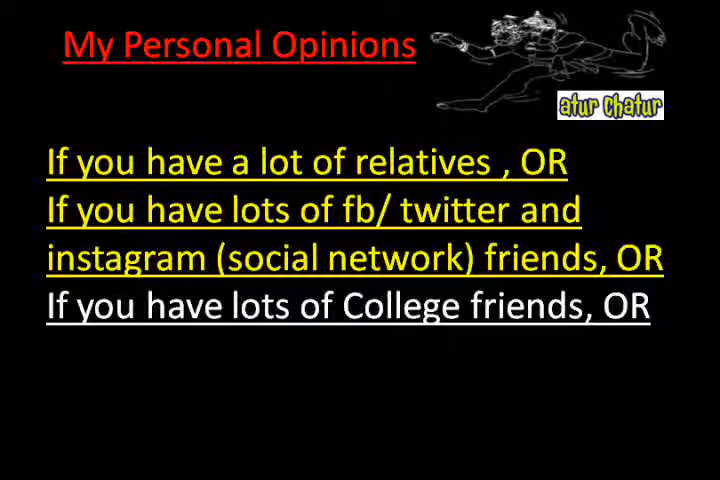 My Personal Opinions
atur chatur
If you have a lot of relatives , OR
If you have lots of fb/ twitter and
instagram (social network) friends, OR
If you have lots of College friends, OR